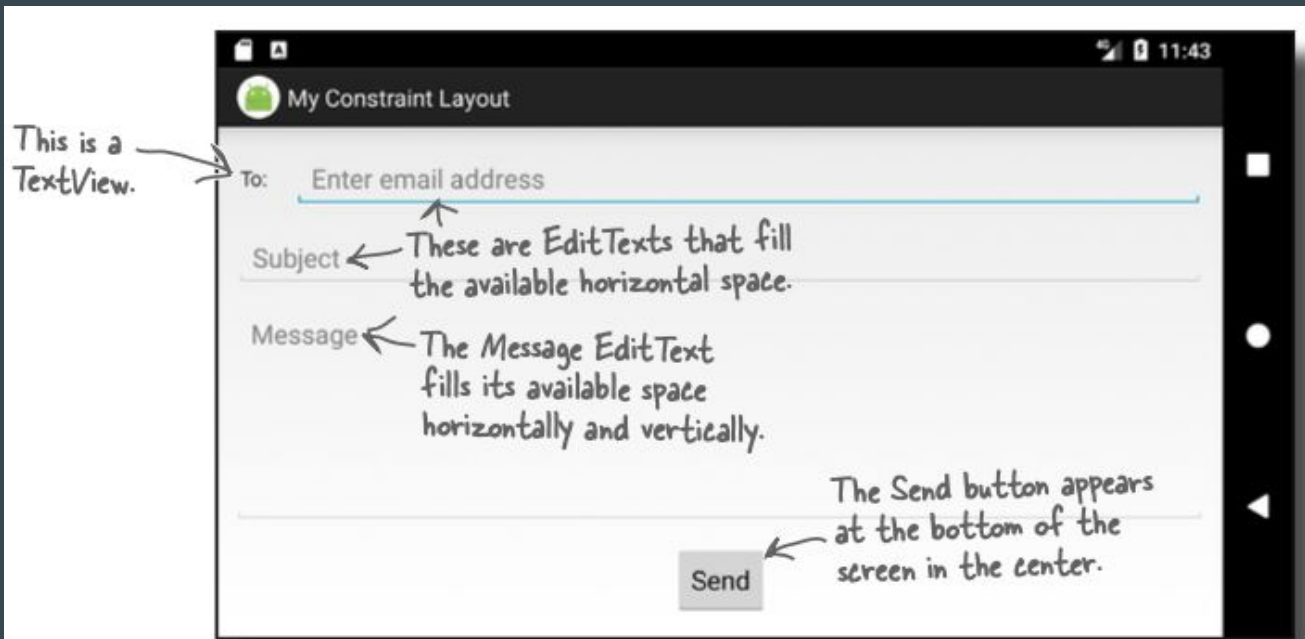 11:43
My Constraint Layout
This is a
TextView.
To:
Enter email address
These are EditTexts that fill
the available horizontal space.
Subject
Message
The Message EditText
fills its available space
horizontally and vertically.
The Send button appears
at the bottom of the
screen in the center.
Send